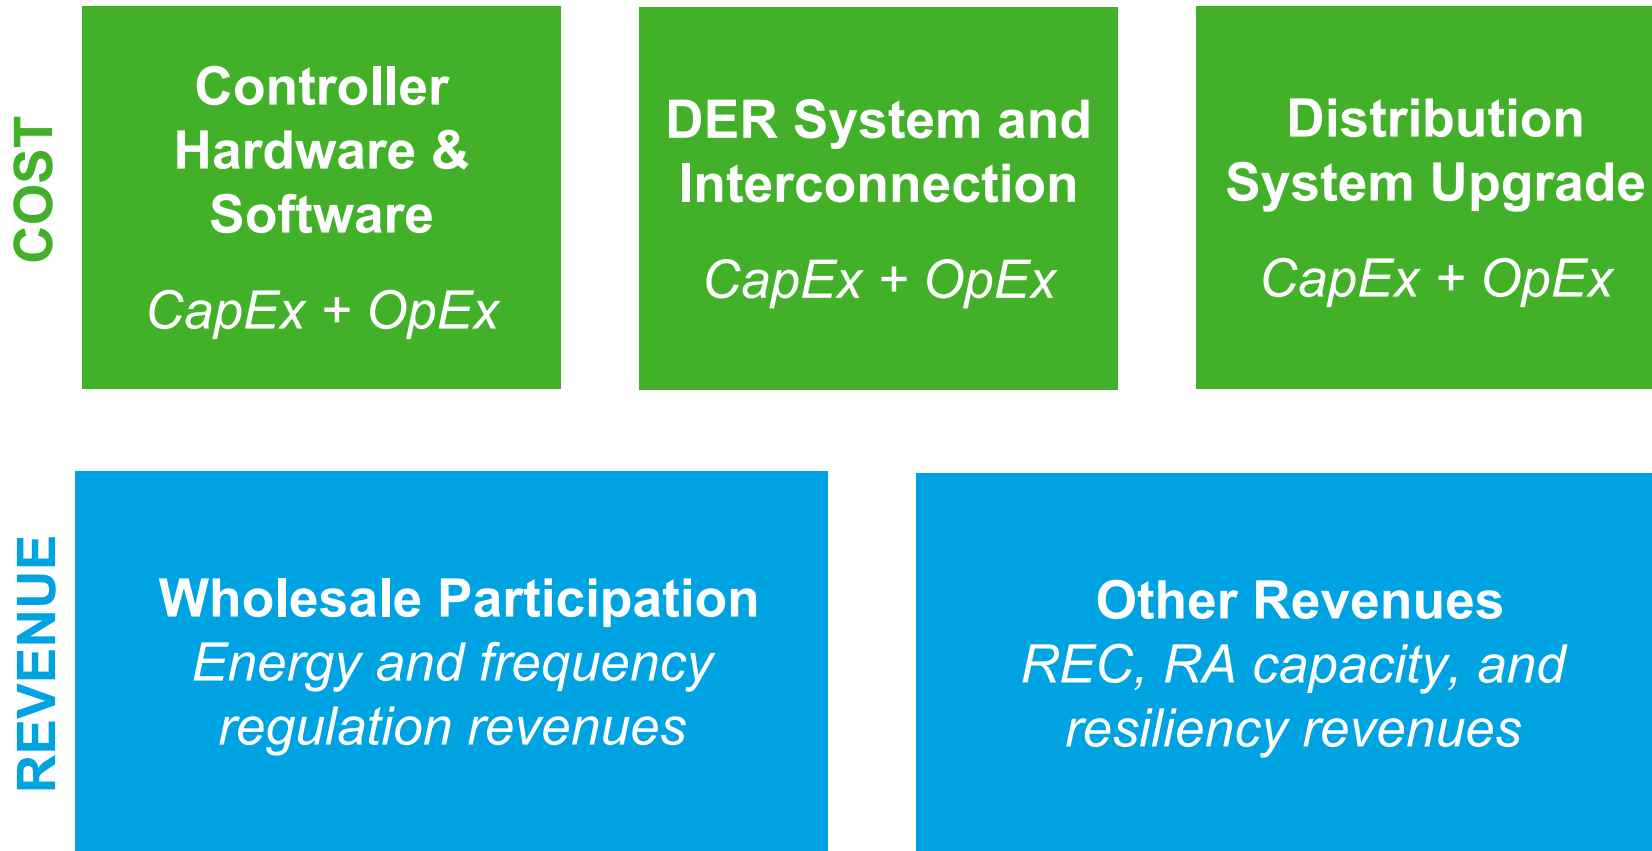 COST
Controller
Hardware &
Software
CapEx + OpEx
DER System and
Interconnection
CapEx + OpEx
Distribution
System Upgrade
CapEx + OpEx
REVENUE
Wholesale Participation
Energy and frequency
regulation revenues
Other Revenues
REC, RA capacity, and
resiliency revenues